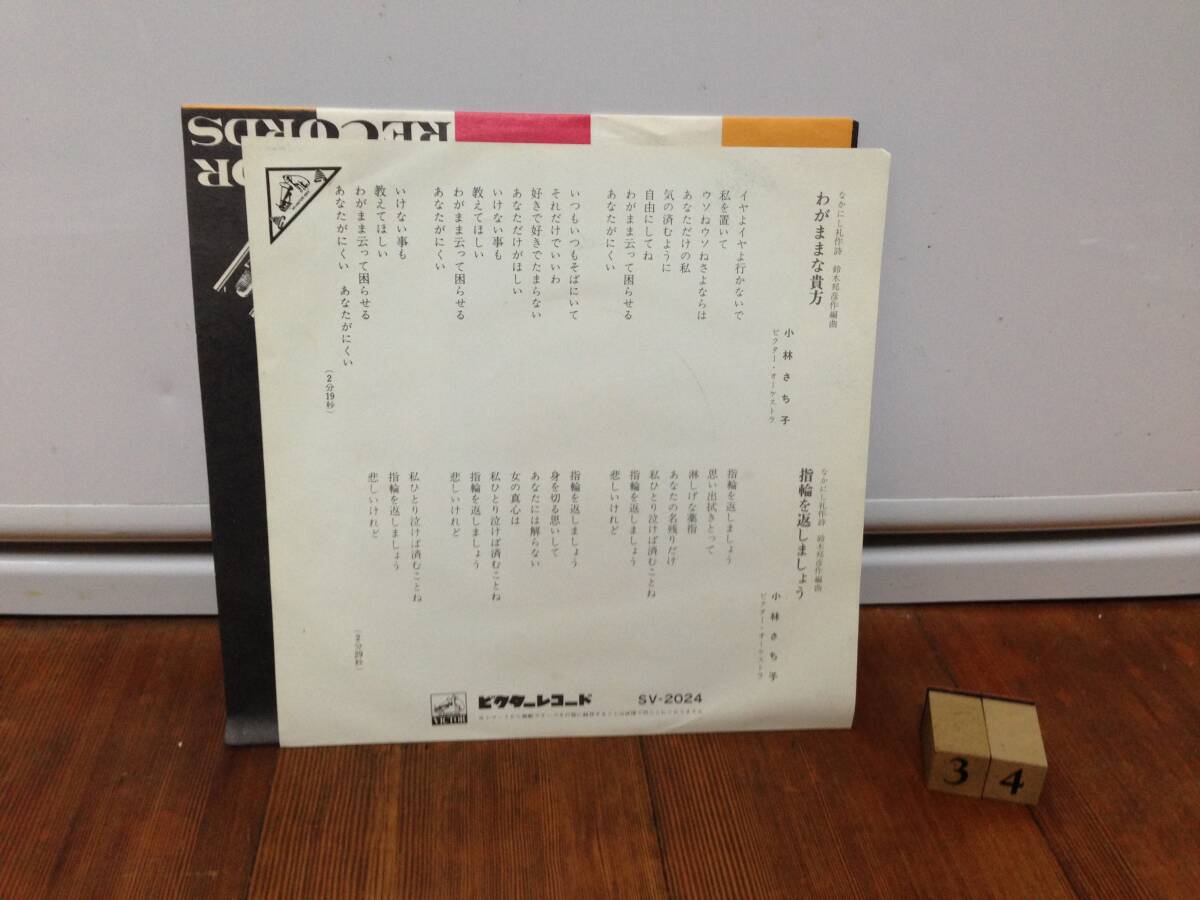 RECORDS
OR
わがままな貴方
なかにし礼作詩 鈴木邦彦作編曲
小林さち子
ビクター・オーケストラ
イヤよイヤよ行かないで
私を置いて
ウソねウソねさよならは
あなただけの私
気の済むように
自由にしてね
わがまま云って困らせる
あなたがにくい
いつもいつもそばにいて
それだけでいいわ
好きで好きでたまらない
あなただけがほしい
いけない事も
教えてほしい
わがまま云って困らせる
あなたがにくい
いけない事も
教えてほしい
わがまま云って困らせる
あなたがにくい あなたがにくい
(2分19秒)
指輪を返しましょう
なかにし礼作詩 鈴木邦彦作編曲
小林さち子
ビクター・オーケストラ
指輪を返しましょう
思い出拭きとって
淋しげな薬指
あなたの名残りだけ
私ひとり泣けば済むことね
指輪を返しましょう
悲しいけれど
指輪を返しましょう
身を切る思いして
あなたには解らない
女の真心は
私ひとり泣けば済むことね
指輪を返しましょう
悲しいけれど
私ひとり泣けば済むことね
指輪を返しましょう
悲しいけれど
(2分39秒)
VICTOR
ビクターレコード
SV-2024
3 4